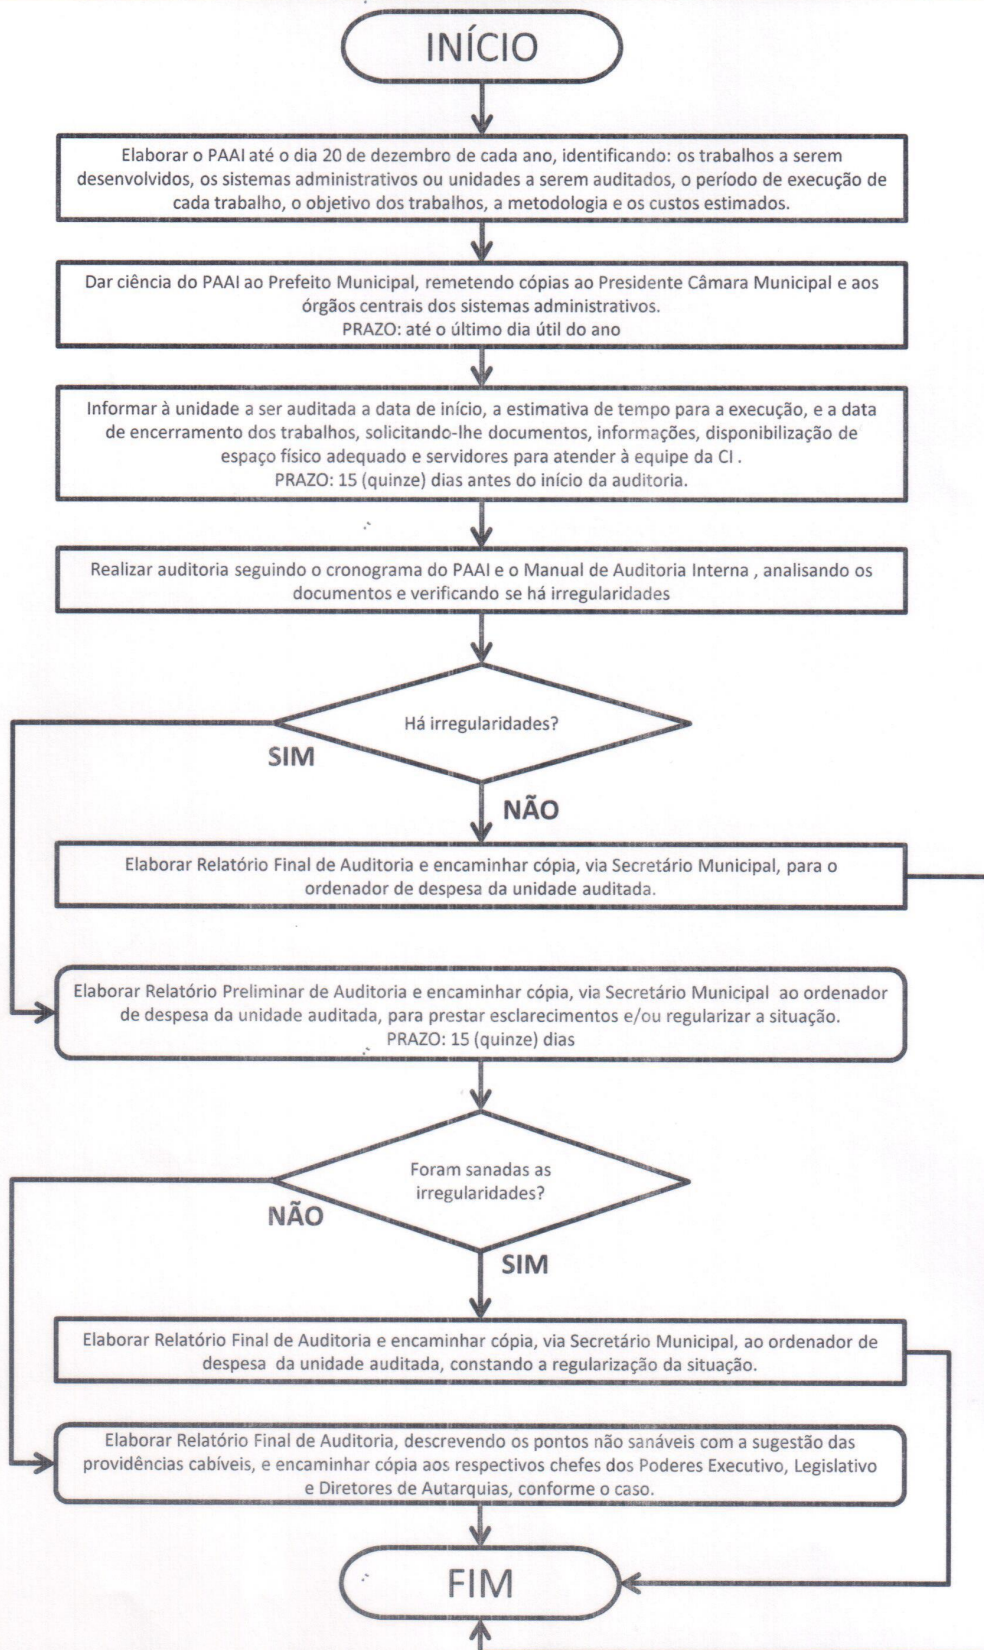 INÍCIO
Elaborar o PAAI até o dia 20 de dezembro de cada ano, identificando: os trabalhos a serem
desenvolvidos, os sistemas administrativos ou unidades a serem auditados, o período de execução de
cada trabalho, o objetivo dos trabalhos, a metodologia e os custos estimados.
Dar ciência do PAAI ao Prefeito Municipal, remetendo cópias ao Presidente Câmara Municipal e aos
órgãos centrais dos sistemas administrativos.
PRAZO: até o último dia útil do ano
Informar à unidade a ser auditada a data de início, a estimativa de tempo para a execução, e a data
de encerramento dos trabalhos, solicitando-lhe documentos, informações, disponibilização de
espaço físico adequado e servidores para atender à equipe da CI .
PRAZO: 15 (quinze) dias antes do início da auditoria.
Realizar auditoria seguindo o cronograma do PAAI e o Manual de Auditoria Interna , analisando os
documentos e verificando se há irregularidades
Há irregularidades?
SIM
NÃO
Elaborar Relatório Final de Auditoria e encaminhar cópia, via Secretário Municipal, para o
ordenador de despesa da unidade auditada.
Elaborar Relatório Preliminar de Auditoria e encaminhar cópia, via Secretário Municipal ao ordenador
de despesa da unidade auditada, para prestar esclarecimentos e/ou regularizar a situação.
PRAZO: 15 (quinze) dias
Foram sanadas as
irregularidades?
NÃO
SIM
Elaborar Relatório Final de Auditoria e encaminhar cópia, via Secretário Municipal, ao ordenador de
despesa da unidade auditada, constando a regularização da situação.
Elaborar Relatório Final de Auditoria, descrevendo os pontos não sanáveis com a sugestão das
providências cabíveis, e encaminhar cópia aos respectivos chefes dos Poderes Executivo, Legislativo
e Diretores de Autarquias, conforme o caso.
FIM